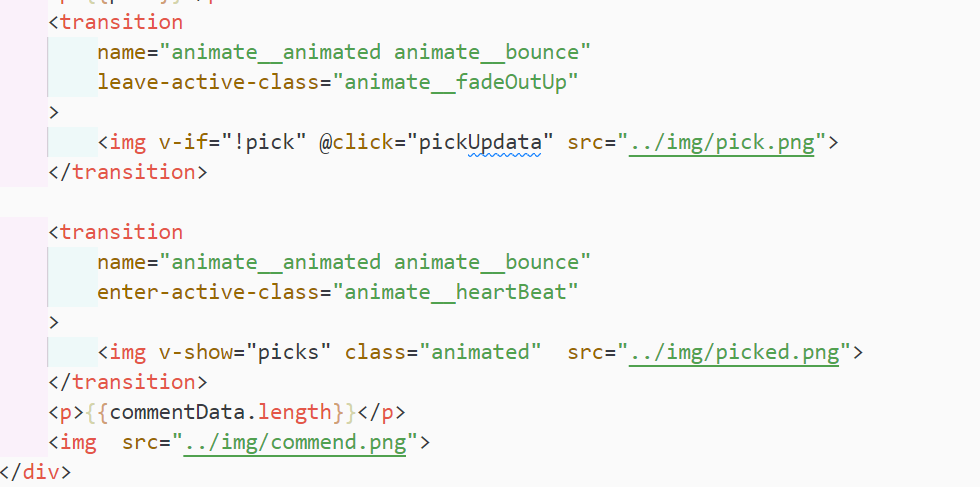 <transition
name="animate__animated animate__bounce"
leave-active-class="animate__fadeOutUp"
>
<img v-if="!pick" @click="pickUpdata" src="../img/pick.png">
</transition>
<transition
name="animate__animated animate__bounce"
enter-active-class="animate__heartBeat"
>
<img v-show="picks" class="animated"  src="../img/picked.png">
</transition>
<p>{{commentData.length}}</p>
<img  src="../img/commend.png">
</div>